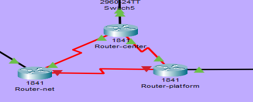 2960-24TT
Switch5
1841
Router-center
1841
Router-net
1841
Router-platform